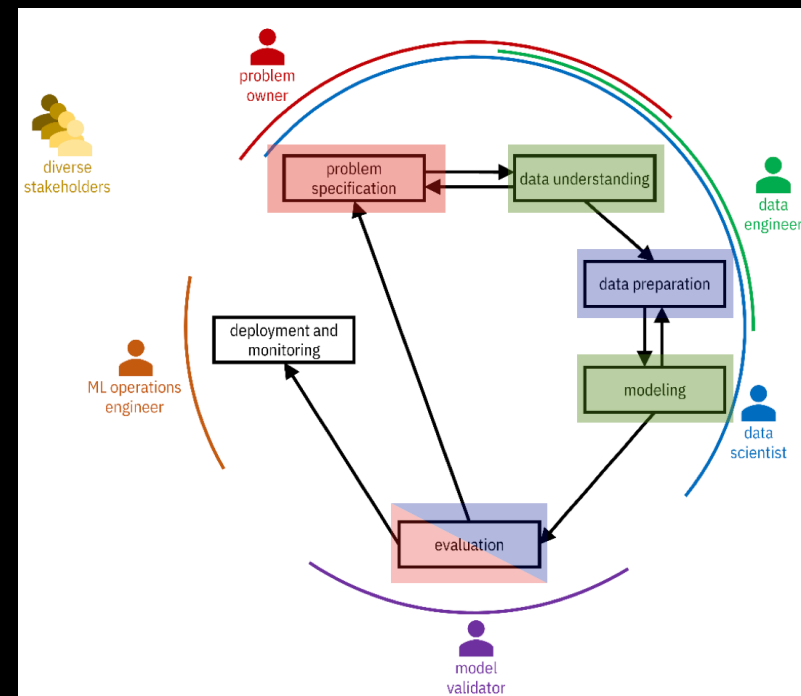 problem
owner
diverse
stakeholders
problem
specification
data understanding
data
engineer
data preparation
deployment and
monitoring
ML operations
engineer
modeling
data
scientist
evaluation
model
validator